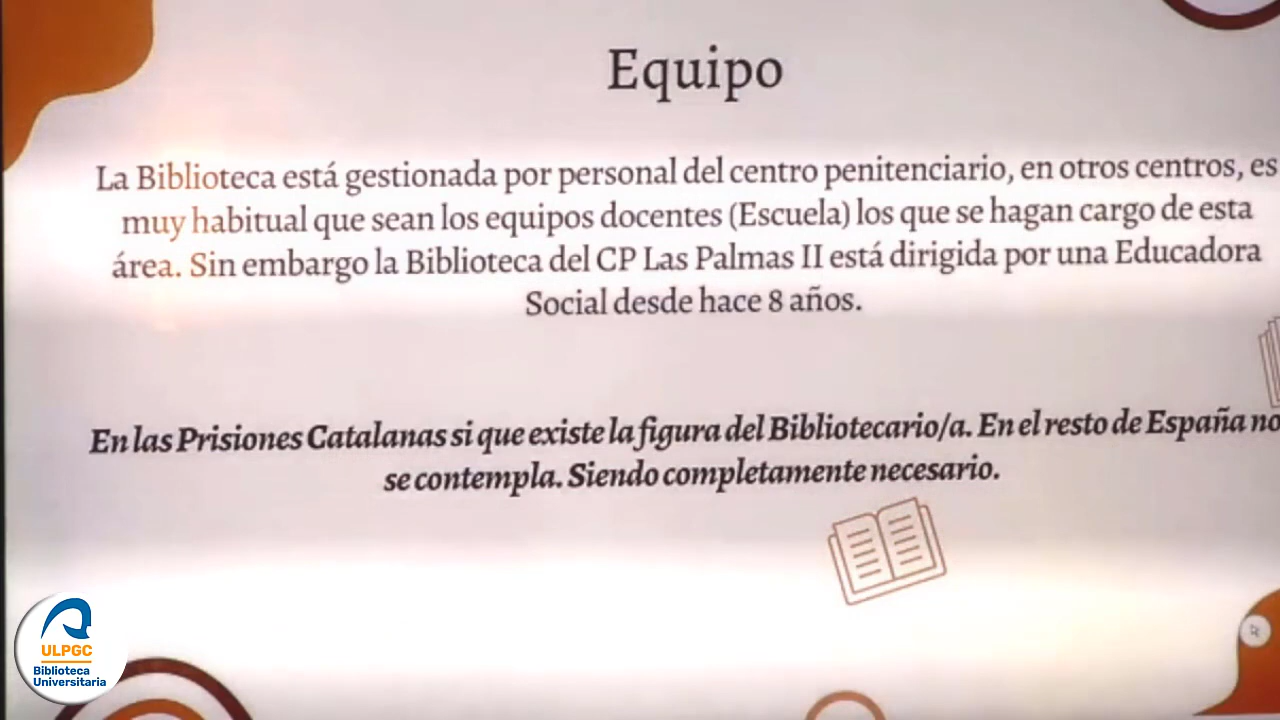 Equipo
La Biblioteca está gestionada por personal del centro penitenciario, en otros centros, es
muy habitual que sean los equipos docentes (Escuela) los que se hagan cargo de esta
área. Sin embargo la Biblioteca del CP Las Palmas II está dirigida por una Educadora
Social desde hace 8 años.
En las Prisiones Catalanas si que existe la figura del Bibliotecario/a. En el resto de España no
se contempla. Siendo completamente necesario.
ULPGC
Biblioteca
Universitaria